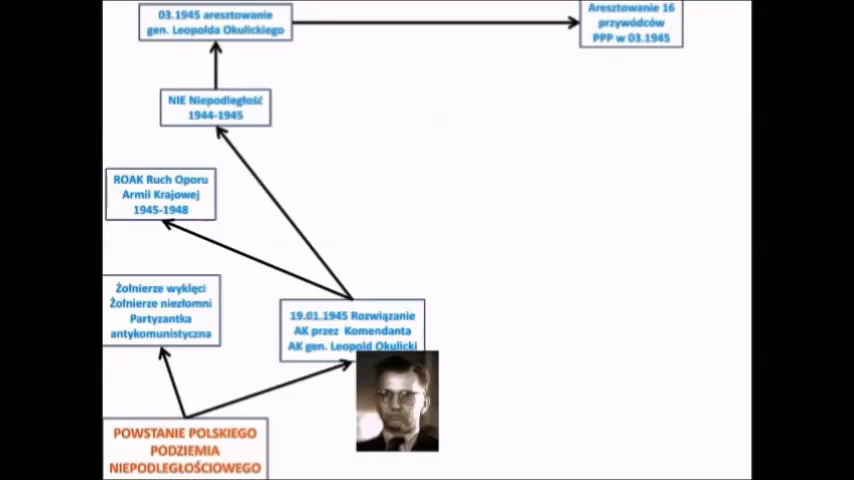 03.1945 aresztowanie
gen. Leopolda Okulickiego
Aresztowanie 16
przywódców
PPP w 03.1945
NIE Niepodległość
1944-1945
ROAK Ruch Oporu
Armii Krajowej
1945-1948
Żołnierze wyklęci
Żołnierze niezłomni
Partyzantka
antykomunistyczna
19.01.1945 Rozwiązanie
AK przez Komendanta
AK gen. Leopold Okulicki
POWSTANIE POLSKIEGO
PODZIEMIA
NIEPODLEGŁOŚCIOWEGO